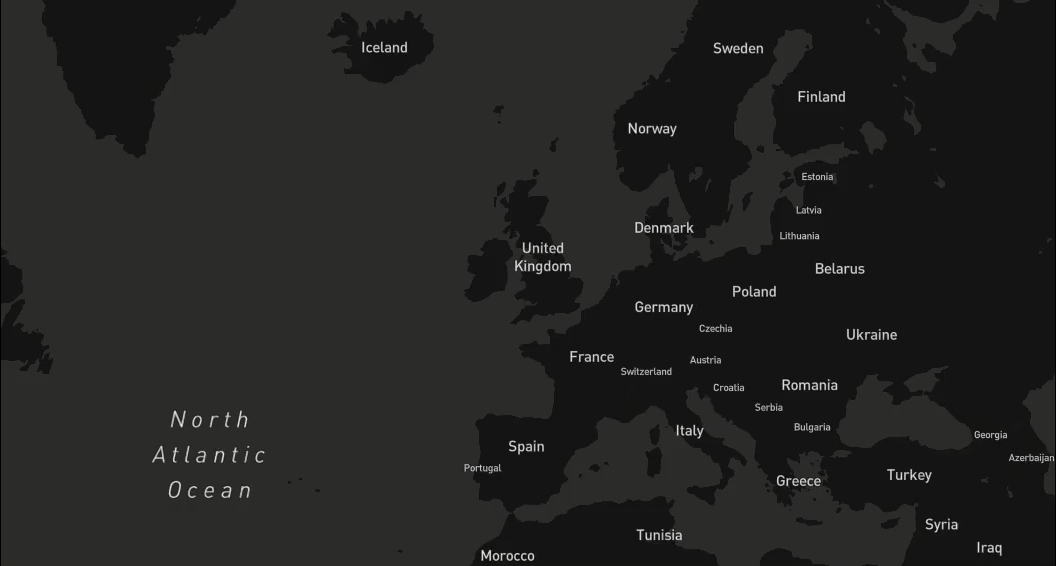 Iceland
Sweden
Finland
Norway
Estonia
Latvia
Denmark
Lithuania
United
Kingdom
Belarus
Poland
Germany
Czechia
Ukraine
France
Austria
Switzerland
Romania
Croatia
Serbia
North
Atlantic
Ocean
Bulgaria
Italy
Georgia
Spain
Azerbaijan
Portugal
Turkey
Greece
Syria
Tunisia
Iraq
Morocco